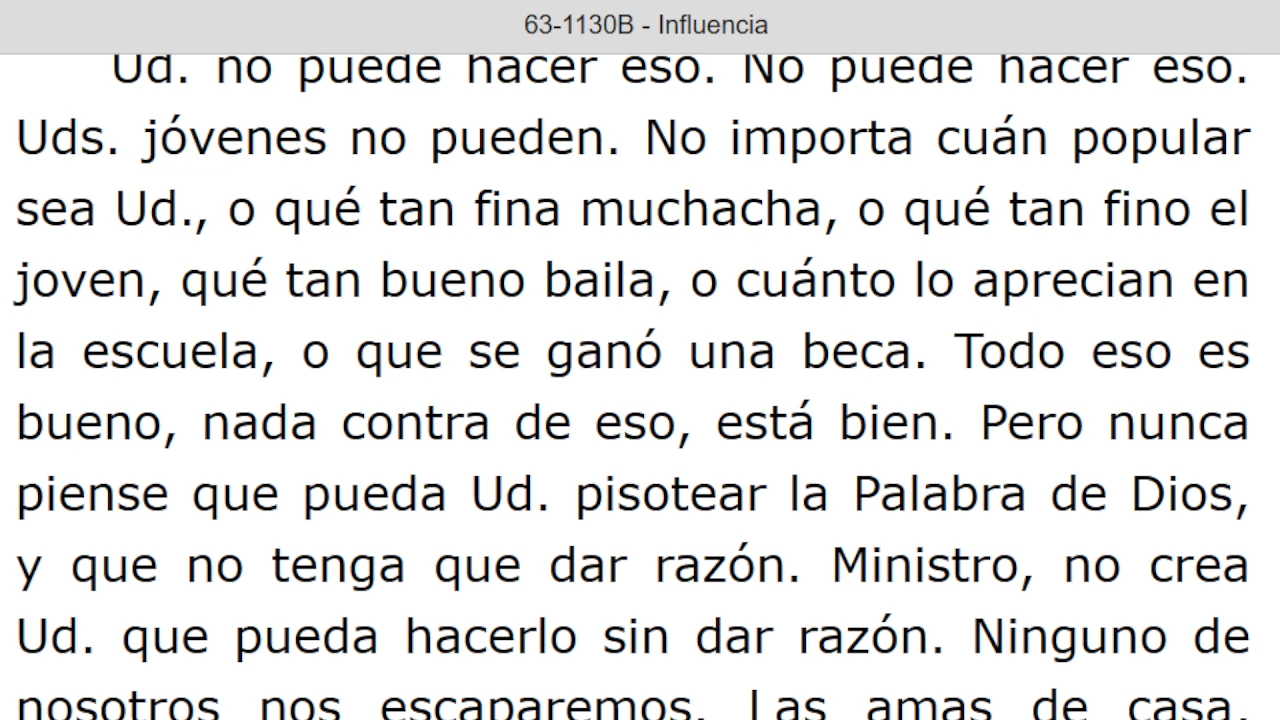 63-1130B - Influencia
Ud. no puede hacer eso. No puede hacer eso.
Uds. jóvenes no pueden. No importa cuán popular
sea Ud., o qué tan fina muchacha, o qué tan fino el
joven, qué tan bueno baila, o cuánto lo aprecian en
la escuela, o que se ganó una beca. Todo eso es
bueno, nada contra de eso, está bien. Pero nunca
piense que pueda Ud. pisotear la Palabra de Dios,
y que no tenga que dar razón. Ministro, no crea
Ud. que pueda hacerlo sin dar razón. Ninguno de
nosotros nos escaparemos. Las amas de casa,